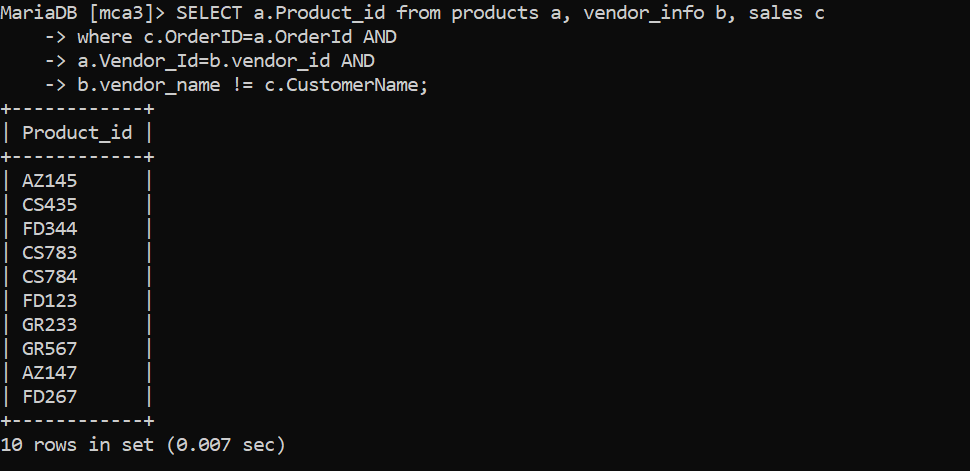 MariaDB [mca3]> SELECT a.Product_id from products a, vendor_info b, sales c
    -> where c.OrderID=a.OrderId AND
    -> a.Vendor_Id=b.vendor_id AND
    -> b.vendor_name != c.CustomerName;
+------------+
| Product_id |
+------------+
| AZ145      |
| CS435      |
| FD344      |
| CS783      |
| CS784      |
| FD123      |
| GR233      |
| GR567      |
| AZ147      |
| FD267      |
+------------+
10 rows in set (0.007 sec)